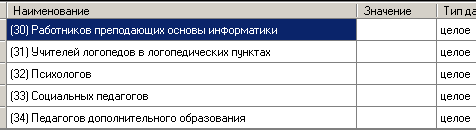 Наименование Значение Тип да
(30) Работников преподающих основы информатики целое
(31) Учителей логопедов в логопедических пунктах целое
(32) Психологов целое
(33) Социальных педагогов целое
(34) Педагогов дополнительного образования целое